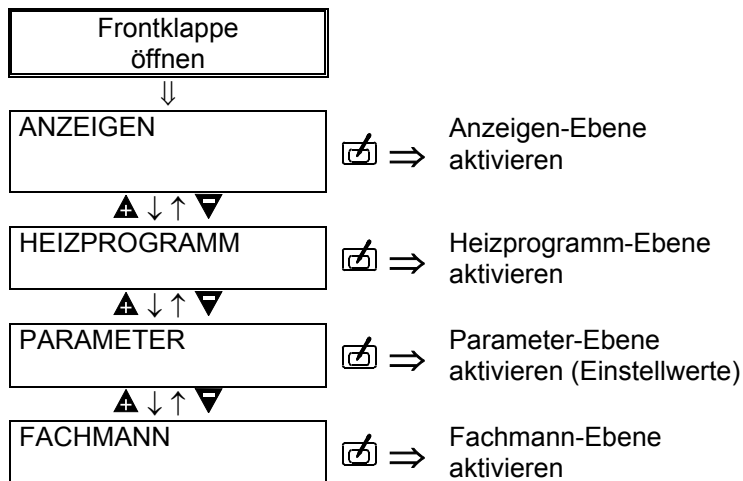 Frontklappe
öffnen
⇓
ANZEIGEN
⇒ Anzeigen-Ebene
aktivieren
+ ↓ ↑ -
HEIZPROGRAMM
⇒ Heizprogramm-Ebene
aktivieren
+ ↓ ↑ -
PARAMETER
⇒ Parameter-Ebene
aktivieren (Einstellwerte)
+ ↓ ↑ -
FACHMANN
⇒ Fachmann-Ebene
aktivieren